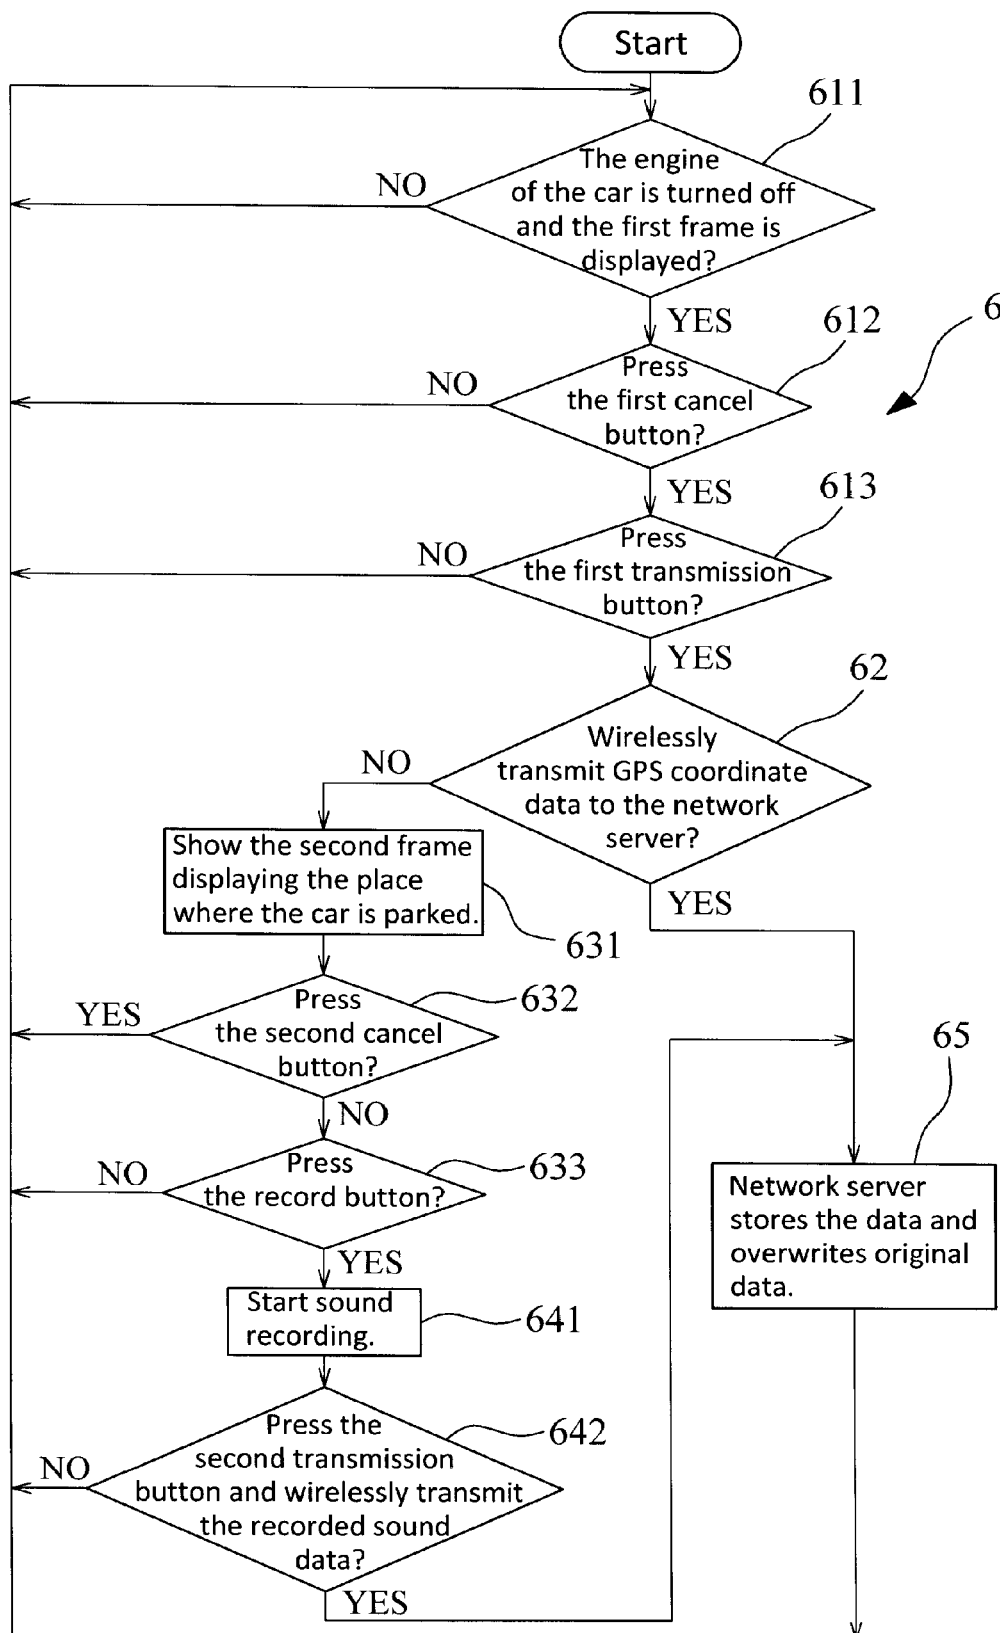 Start
611
The engine
of the car is turned off
and the first frame is
displayed?
NO
YES
6
612
Press
the first cancel
button?
NO
YES
613
Press
the first transmission
button?
NO
YES
62
Wirelessly
transmit GPS coordinate
data to the network
server?
NO
YES
Show the second frame
displaying the place
where the car is parked.
631
Press
the second cancel
button?
632
YES
NO
65
Press
the record button?
633
NO
YES
Network server
stores the data and
overwrites original
data.
Start sound
recording.
641
Press the
second transmission
button and wirelessly transmit
the recorded sound
data?
642
NO
YES